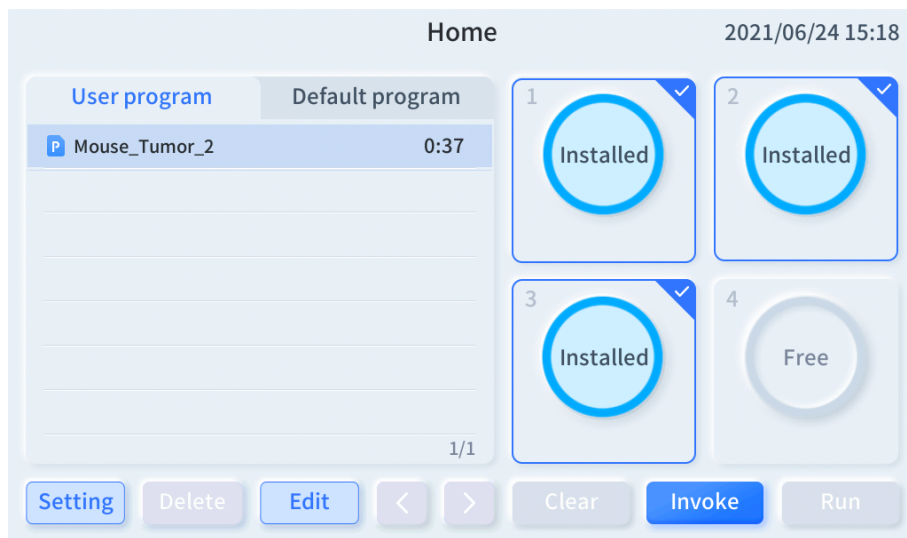 Home
2021/06/24 15:18
User program
Default program
P Mouse_Tumor_2 0:37
1/1
1
Installed
2
Installed
3
Installed
4
Free
Setting
Delete
Edit
<
>
Clear
Invoke
Run